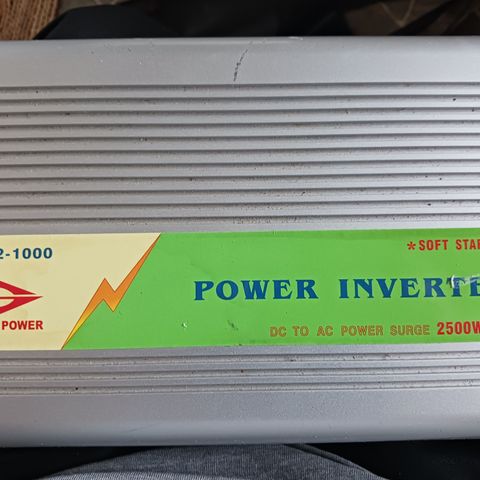 2-1000
POWER
* SOFT STAR
POWER INVERTE
DC TO AC POWER SURGE 2500W